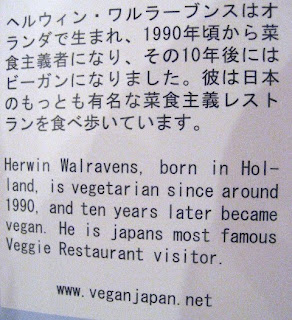 ヘルウィン・ワルラーブンスはオ
ランダで生まれ、1990年頃から菜
食主義者になり、その10年後には
ビーガンになりました。彼は日本
のもっとも有名な菜食主義レスト
ランを食べ歩いています。
Herwin Walravens, born in Hol-
land, is vegetarian since around
1990, and ten years later became
vegan. He is japans most famous
Veggie Restaurant visitor.
www.veganjapan.net